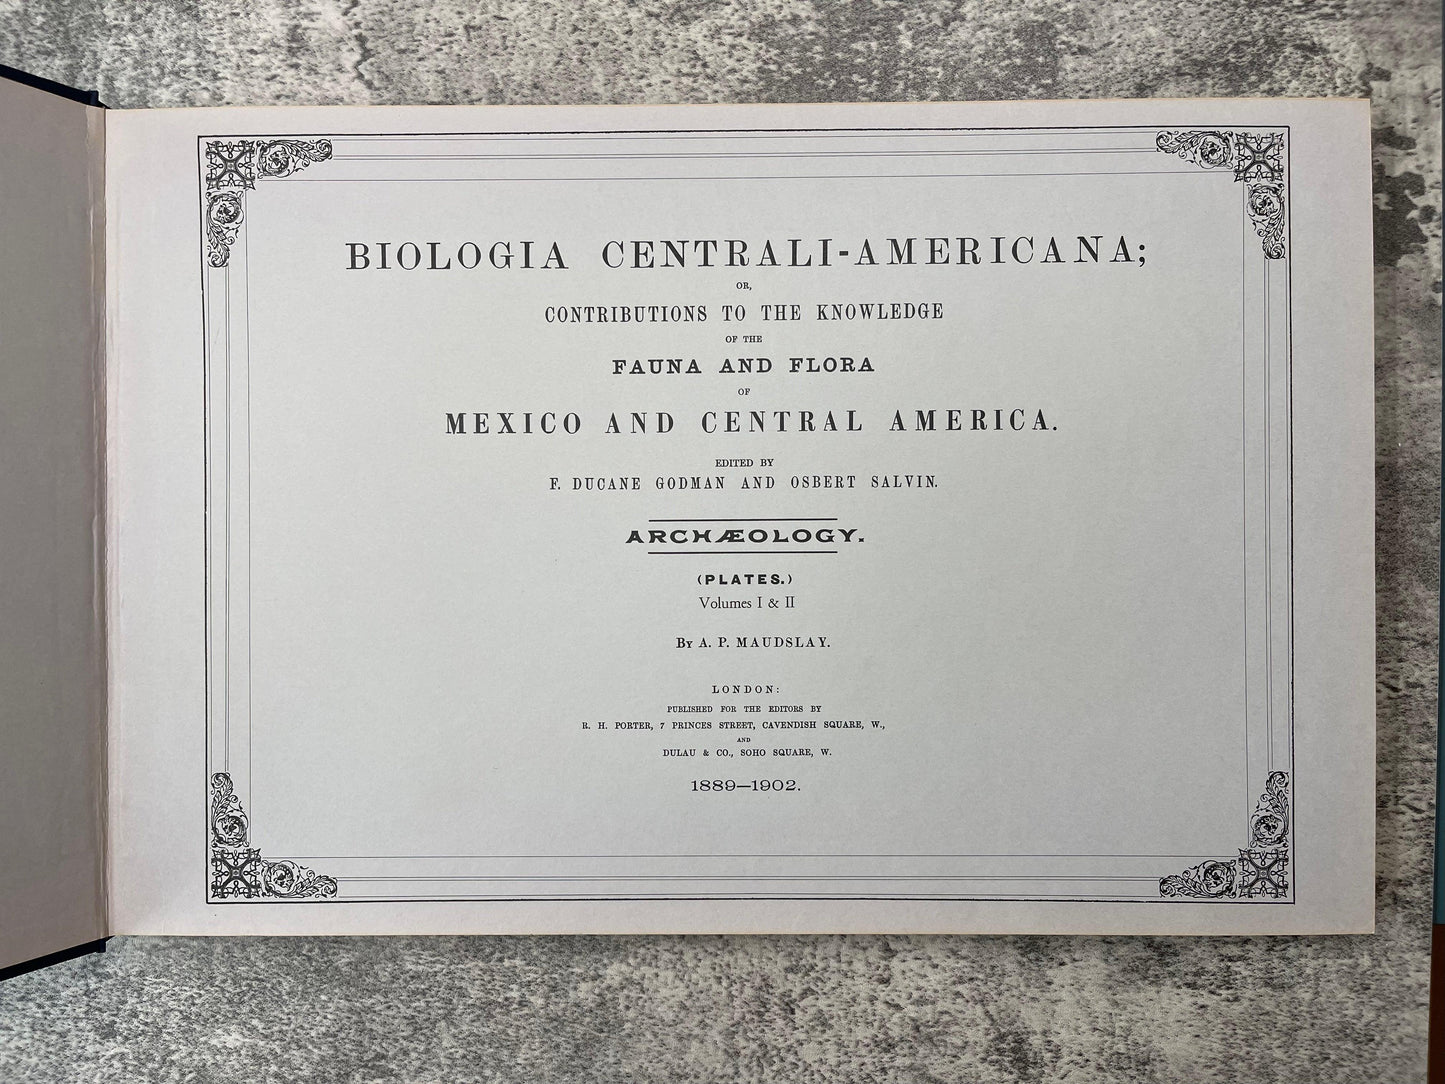 BIOLOGIA CENTRALI-AMERICANA;
OR,
CONTRIBUTIONS TO THE KNOWLEDGE
OF THE
FAUNA AND FLORA
OF
MEXICO AND CENTRAL AMERICA.
EDITED BY
F. DUCANE GODMAN AND OSBERT SALVIN.
ARCHÆOLOGY.
(PLATES.)
Volumes I & II
By A. P. MAUDSLAY.
LONDON:
PUBLISHED FOR THE EDITORS BY
R. H. PORTER, 7 PRINCES STREET, CAVENDISH SQUARE, W.,
AND
DULAU & CO., SOHO SQUARE, W.
1889—1902.